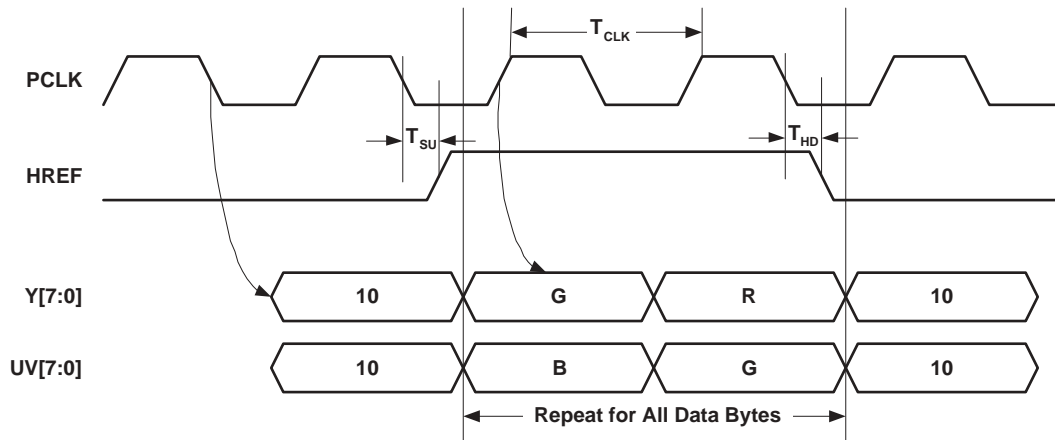 T_CLK
PCLK
T_SU
T_HD
HREF
Y[7:0] 10 G R 10
UV[7:0] 10 B G 10
Repeat for All Data Bytes